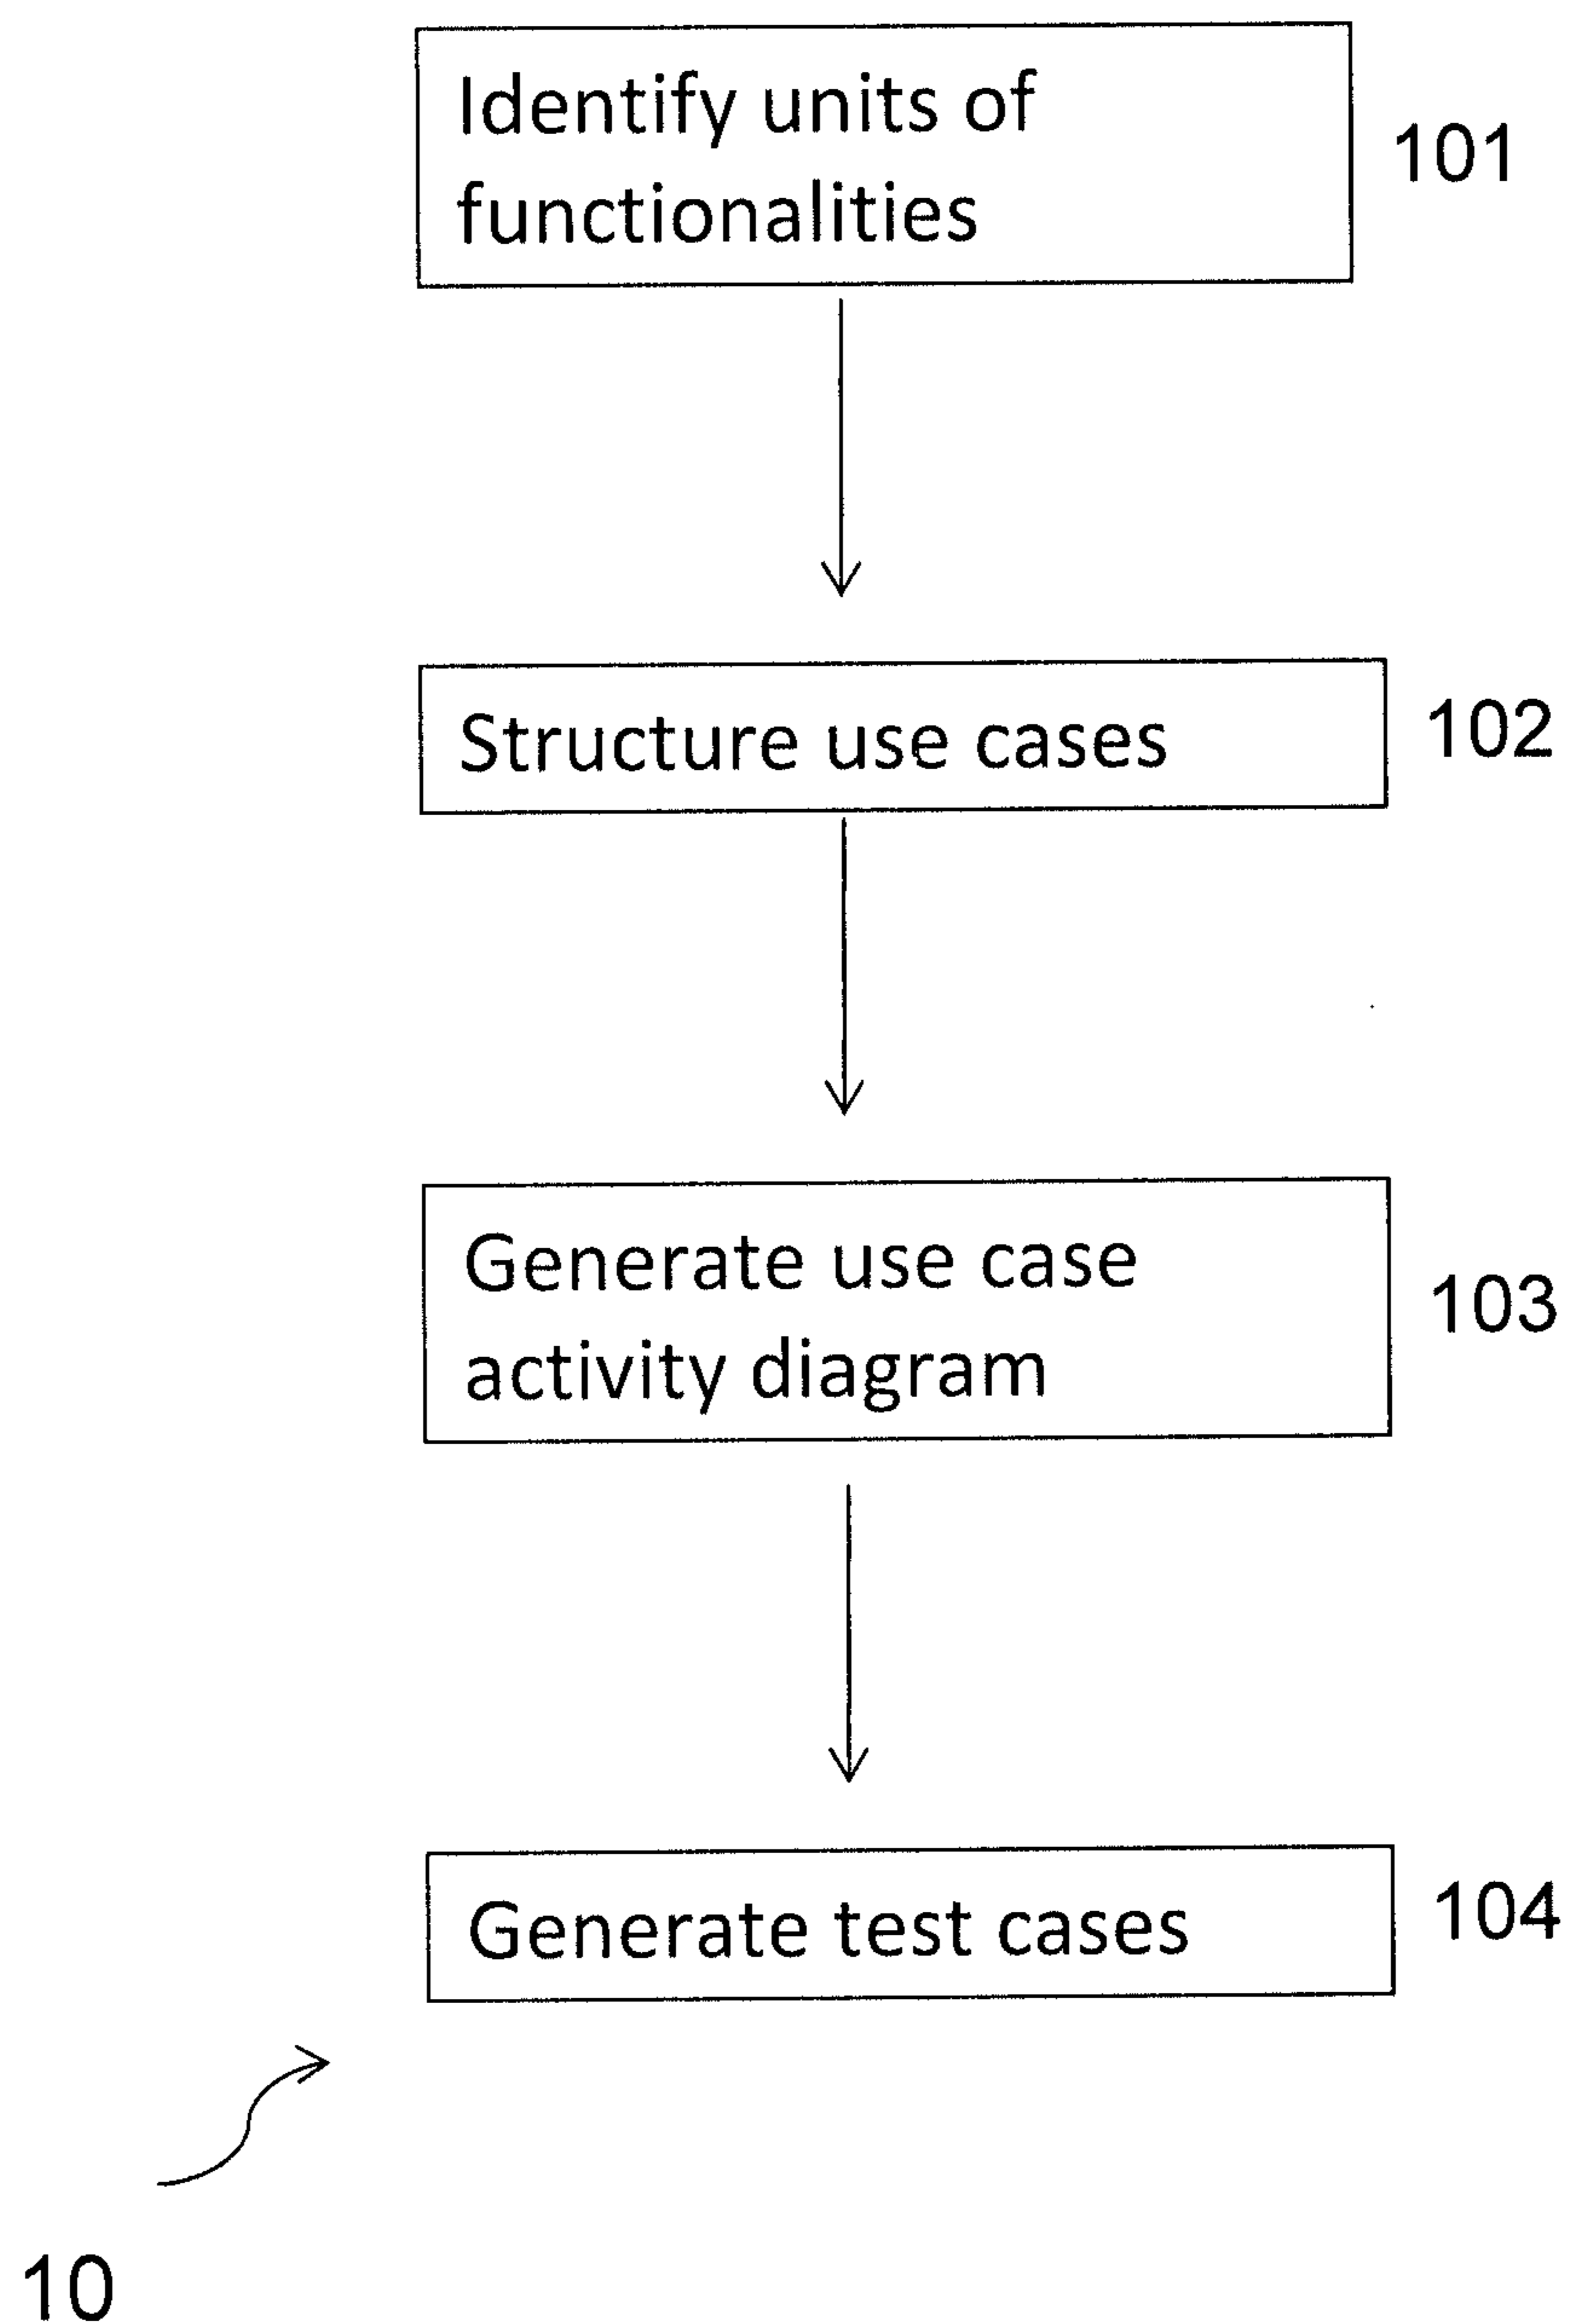 Identify units of
functionalities
101
Structure use cases
102
Generate use case
activity diagram
103
Generate test cases
104
10